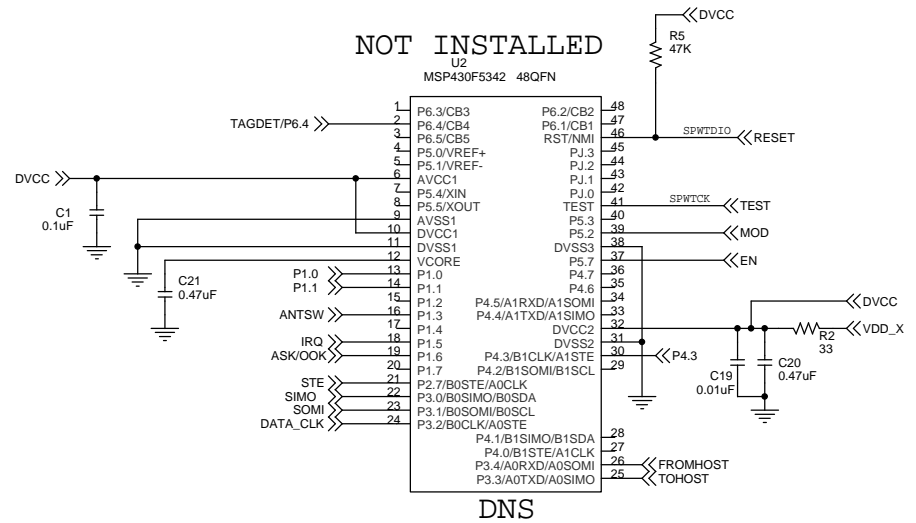 NOT INSTALLED
U2
MSP430F5342 48QFN
DVCC
R5
47K
TAGDET/P6.4
DVCC
C1
0.1uF
C21
0.47uF
P1.0
P1.1
ANTSW
IRQ
ASK/OOK
STE
SIMO
SOMI
DATA_CLK
1 P6.3/CB3
2 P6.4/CB4
3 P6.5/CB5
4 P5.0/VREF+
5 P5.1/VREF-
6 AVCC1
7 P5.4/XIN
8 P5.5/XOUT
9 AVSS1
10 DVCC1
11 DVSS1
12 VCORE
13 P1.0
14 P1.1
15 P1.2
16 P1.3
17 P1.4
18 P1.5
19 P1.6
20 P1.7
21 P2.7/B0STE/A0CLK
22 P3.0/B0SIMO/B0SDA
23 P3.1/B0SOMI/B0SCL
24 P3.2/B0CLK/A0STE
P6.2/CB2 48
P6.1/CB1 47
RST/NMI 46
PJ.3 45
PJ.2 44
PJ.1 43
PJ.0 42
TEST 41
P5.3 40
P5.2 39
DVSS3 38
P5.7 37
P4.7 36
P4.6 35
P4.5/A1RXD/A1SOMI 34
P4.4/A1TXD/A1SIMO 33
DVCC2 32
DVSS2 31
P4.3/B1CLK/A1STE 30
P4.2/B1SOMI/B1SCL 29
P4.1/B1SIMO/B1SDA 28
P4.0/B1STE/A1CLK 27
P3.4/A0RXD/A0SOMI 26
P3.3/A0TXD/A0SIMO 25
SPWTDIO RESET
SPWTCK TEST
MOD
EN
DVCC
VDD_X
R2
33
P4.3
C19
0.01uF
C20
0.47uF
FROMHOST
TOHOST
DNS